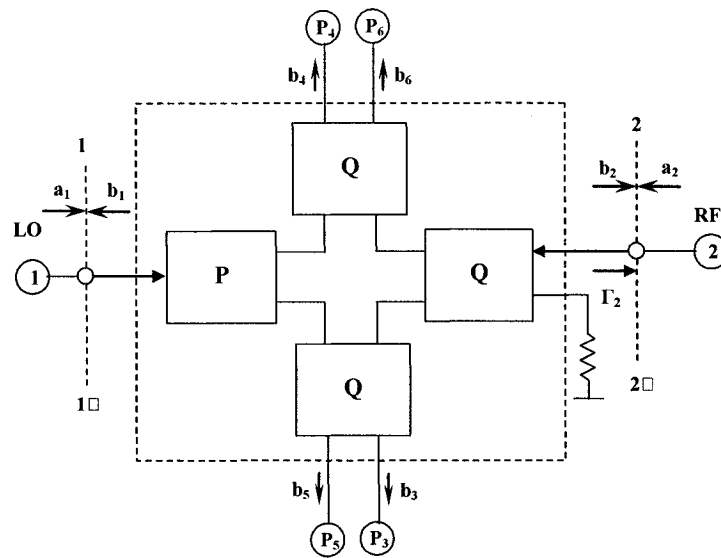 P4 P6
b4 b6
1 2
a1 b1 b2 a2
Q
LO RF
1 P Q 2
Γ2
Q
1□ 2□
b5 b3
P5 P3